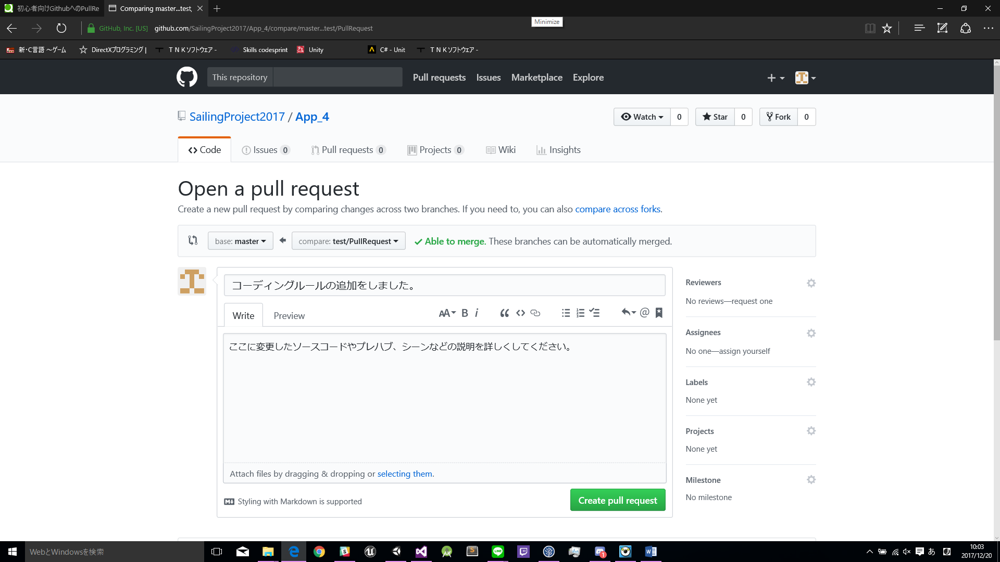 初心者向けGithubへのPullRe
Comparing master...test,
Minimize
GitHub, Inc. [US] github.com/SailingProject2017/App_4/compare/master...test/PullRequest
新・C言語 ～ゲーム DirectXプログラミング | ＴＮＫソフトウェア - Skills codesprint Unity C# - Unit ＴＮＫソフトウェア -
This repository Pull requests Issues Marketplace Explore
SailingProject2017 / App_4 Watch 0 Star 0 Fork 0
Code Issues 0 Pull requests 0 Projects 0 Wiki Insights
Open a pull request
Create a new pull request by comparing changes across two branches. If you need to, you can also compare across forks.
base: master compare: test/PullRequest Able to merge. These branches can be automatically merged.
コーディングルールの追加をしました。
Write Preview
ここに変更したソースコードやプレハブ、シーンなどの説明を詳しくしてください。
Attach files by dragging & dropping or selecting them.
Styling with Markdown is supported
Create pull request
Reviewers
No reviews—request one
Assignees
No one—assign yourself
Labels
None yet
Projects
None yet
Milestone
No milestone
WebとWindowsを検索
あ
10:03
2017/12/20